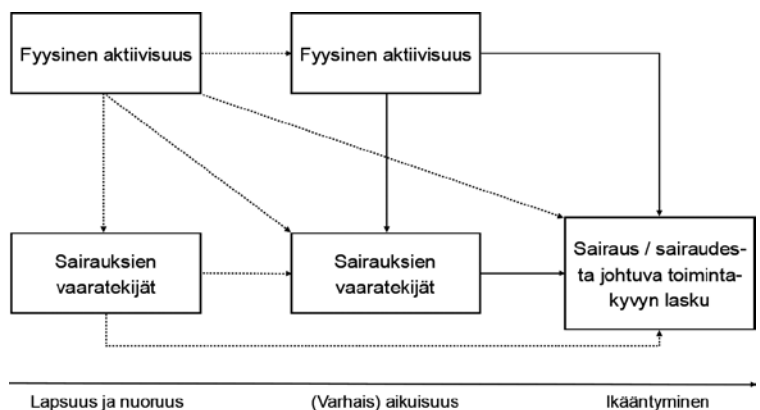 Fyysinen aktiivisuus
Fyysinen aktiivisuus
Sairauksien
vaaratekijät
Sairauksien
vaaratekijät
Sairaus / sairaudes-
ta johtuva toiminta-
kyvyn lasku
Lapsuus ja nuoruus
(Varhais) aikuisuus
Ikääntyminen